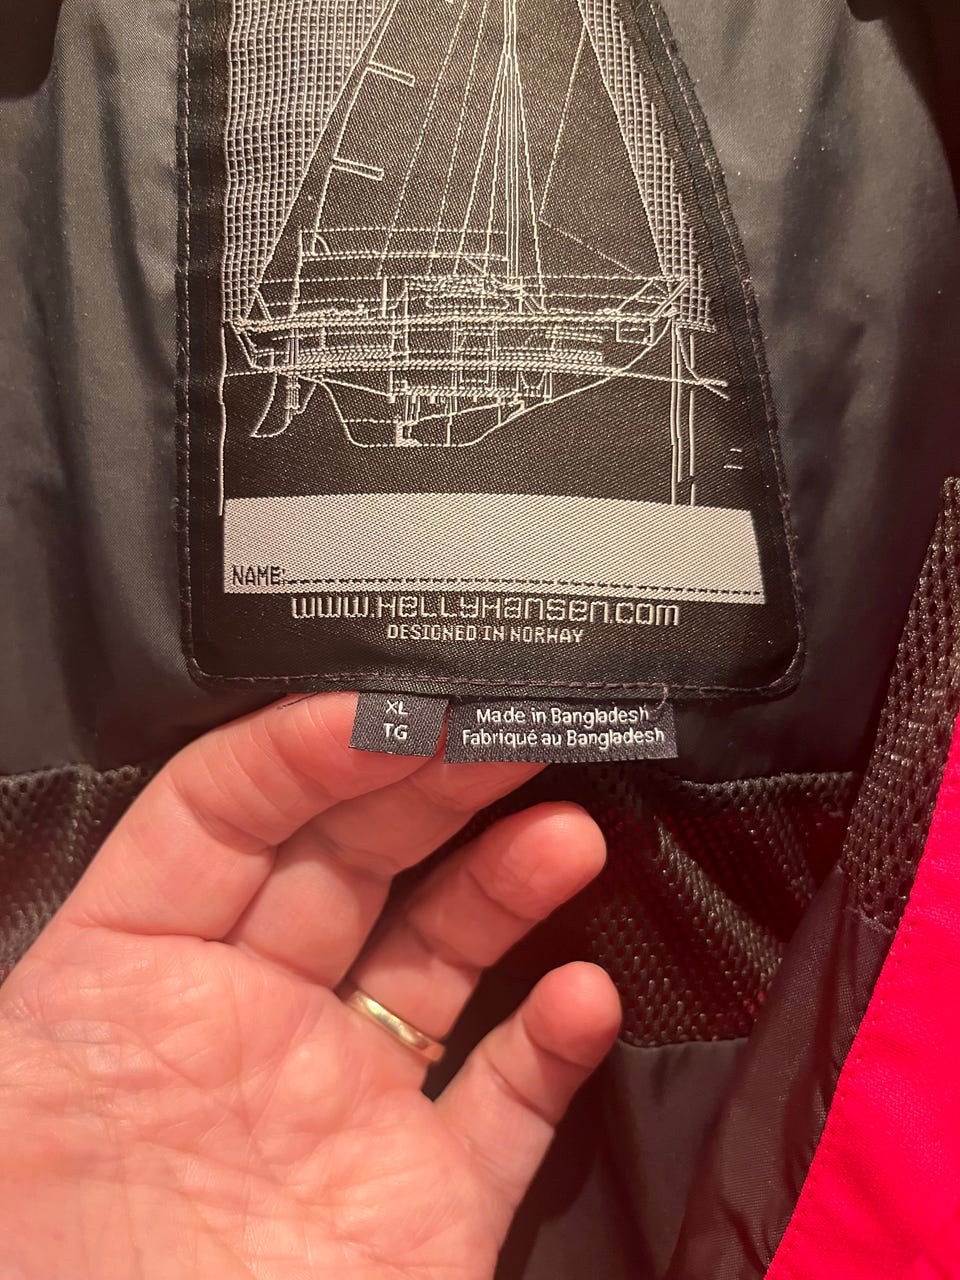 NAME:
www.HELLYHANSEN.COM
DESIGNED IN NORWAY
XL
TG
Made in Bangladesh
Fabriqué au Bangladesh